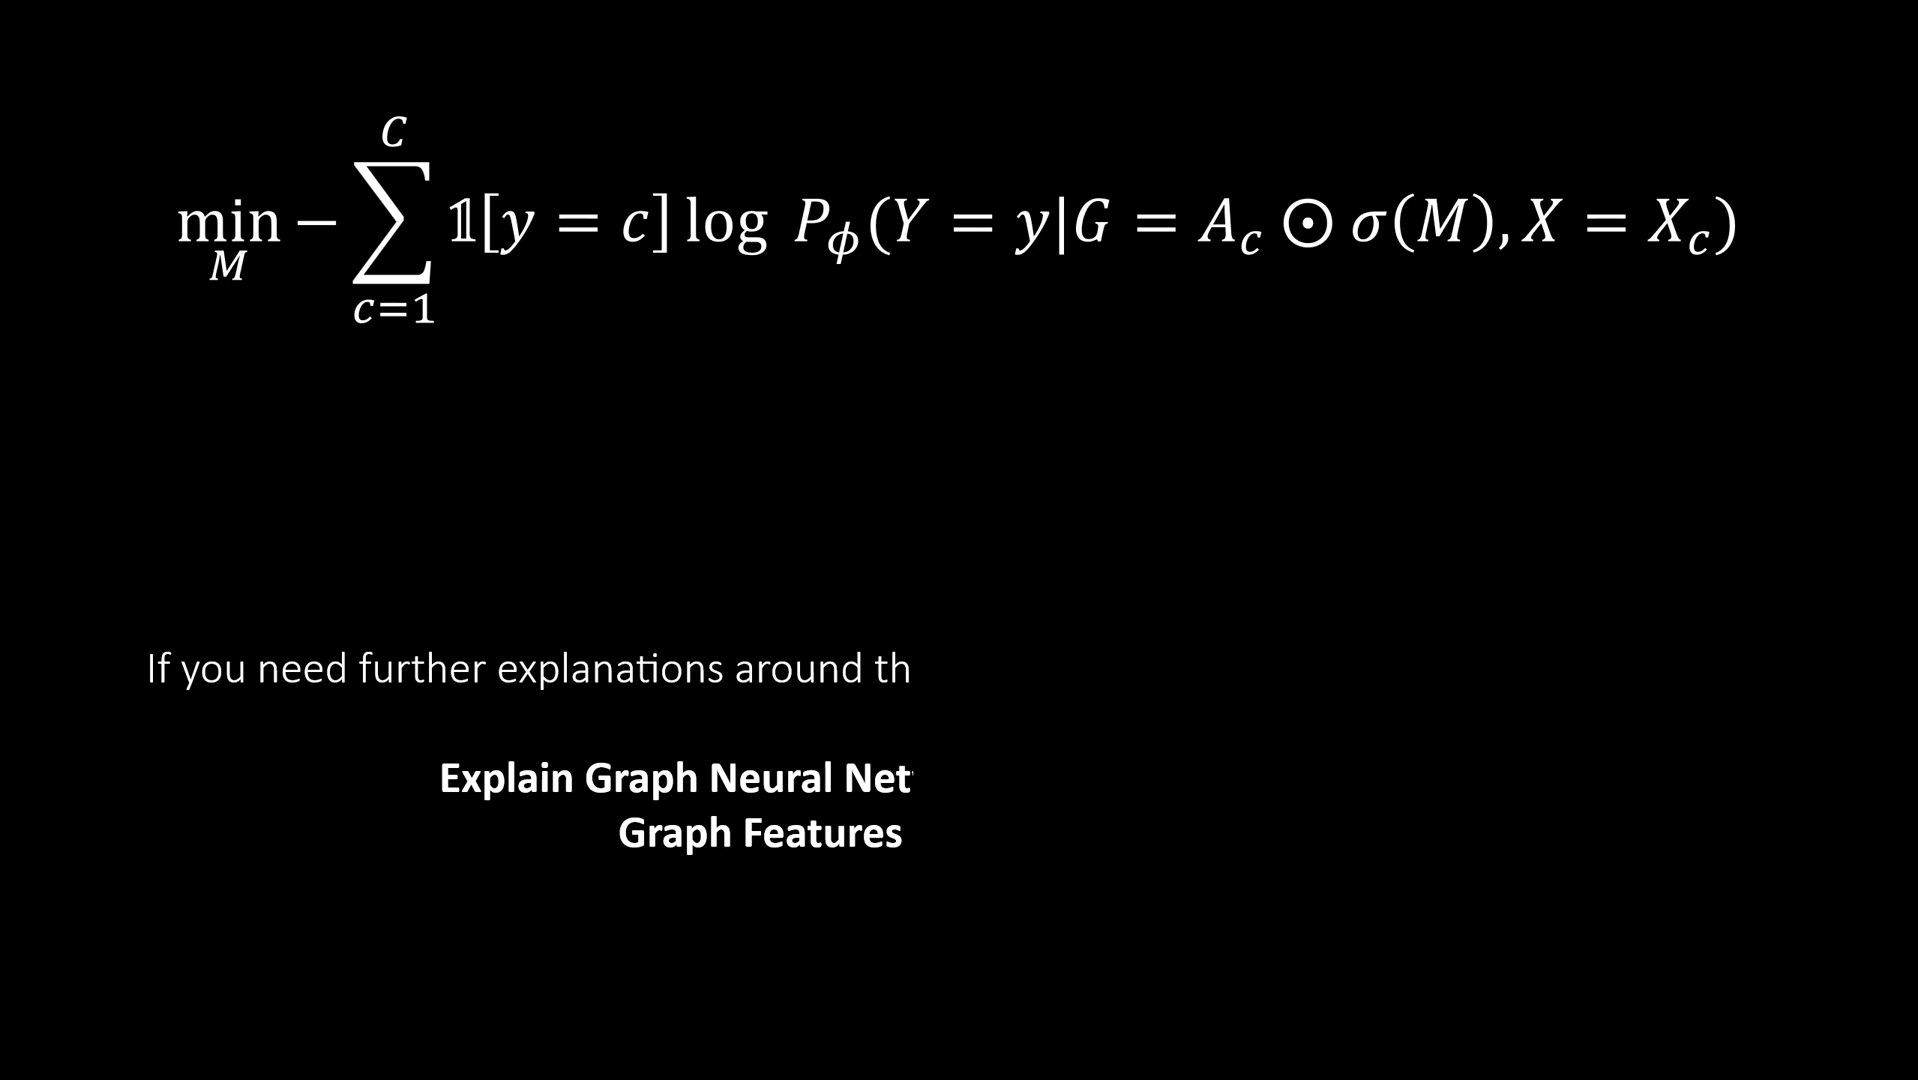 min_M − ∑_{c=1}^{C} 𝟙[y = c] log P_ϕ(Y = y|G = A_c ⊙ σ(M), X = X_c)
If you need further explanations around th
Explain Graph Neural Net
Graph Features